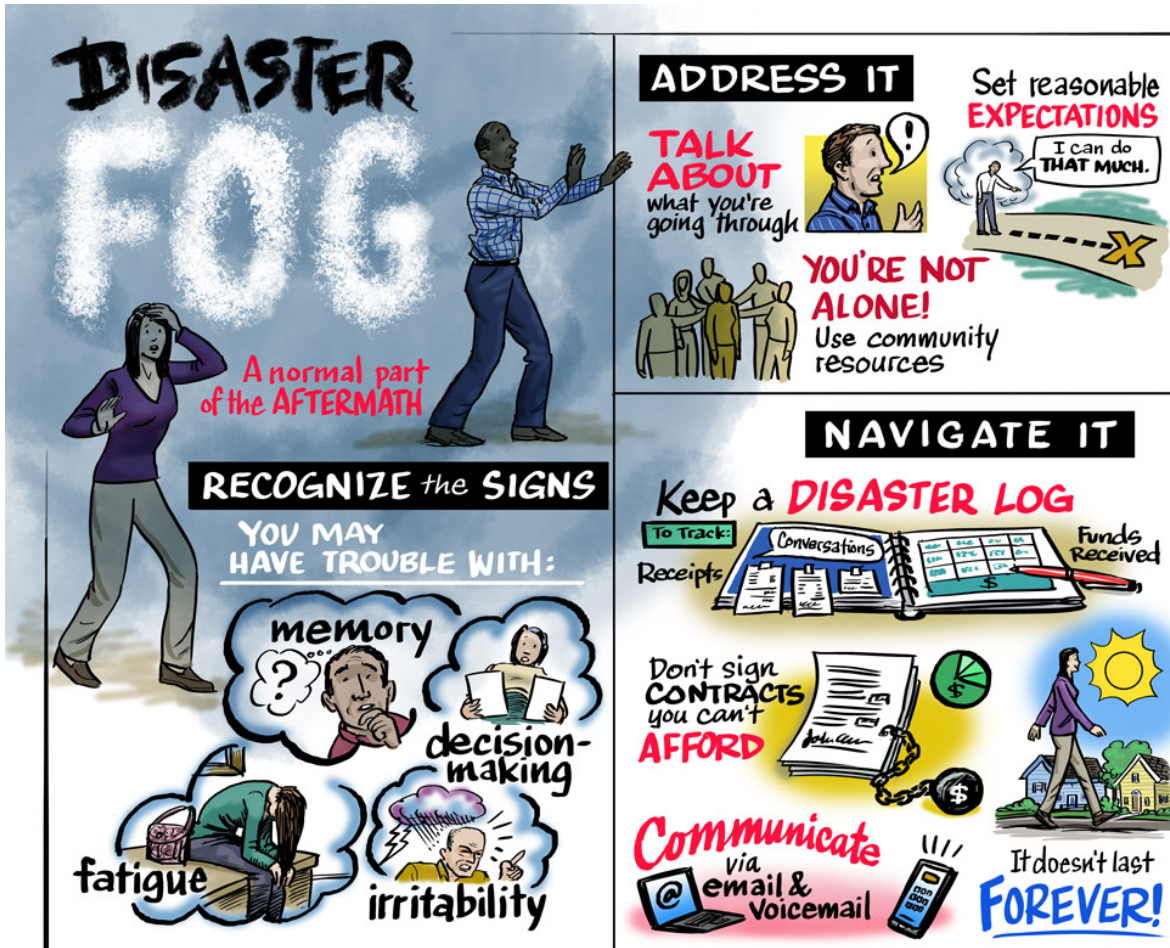 DISASTER
FOG
A normal part
of the AFTERMATH
RECOGNIZE the SIGNS
YOU MAY
HAVE TROUBLE WITH:
memory
?
decision-
making
fatigue
irritability
ADDRESS IT
TALK
ABOUT
what you're
going through
!
Set reasonable
EXPECTATIONS
I can do
THAT MUCH.
X
YOU'RE NOT
ALONE!
Use community
resources
NAVIGATE IT
Keep a DISASTER LOG
To Track:
Receipts
Conversations
$
Funds
Received
Don't sign
CONTRACTS
you can't
AFFORD
$
$
Communicate
via
email &
voicemail
@
It doesn't last
FOREVER!